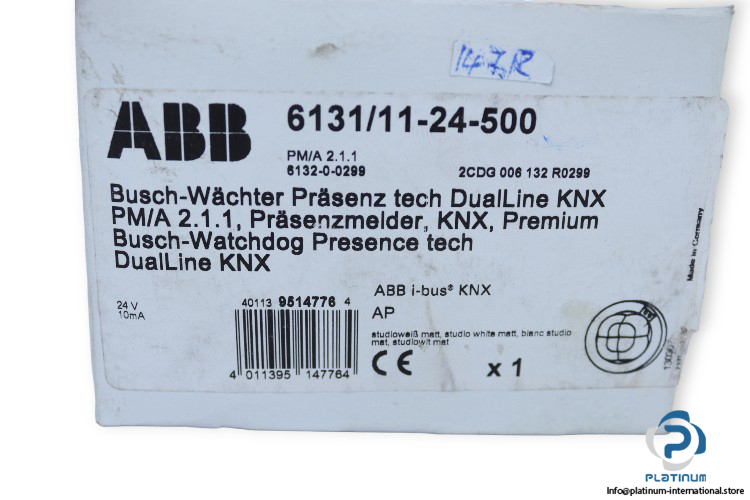 147R
ABB
6131/11-24-500
PM/A 2.1.1
6132-0-0299
2CDG 006 132 R0299
Busch-Wächter Präsenz tech DualLine KNX
PM/A 2.1.1, Präsenzmelder, KNX, Premium
Busch-Watchdog Presence tech
DualLine KNX
Made in Germany
24 V
10mA
40113 9514776 4
4 011395 147764
ABB i-bus® KNX
AP
studioweiß matt, studio white matt, blanc studio
mat, studiowit mat
CE
x 1
PLATINUM
info@platinum-international.store